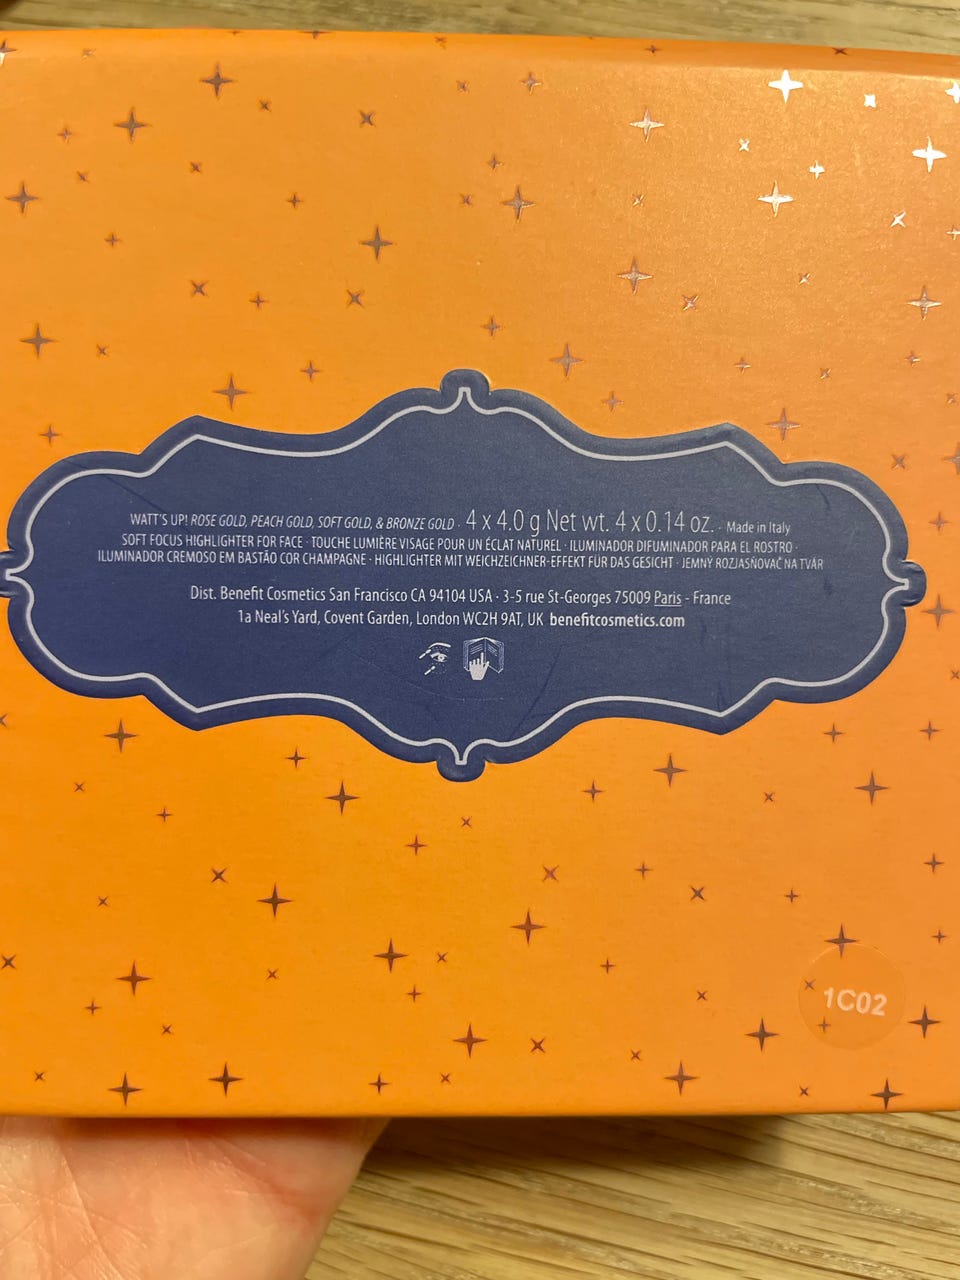 WATT'S UP! ROSE GOLD, PEACH GOLD, SOFT GOLD, & BRONZE GOLD · 4 x 4.0 g Net wt. 4 x 0.14 oz. · Made in Italy
SOFT FOCUS HIGHLIGHTER FOR FACE · TOUCHE LUMIÈRE VISAGE POUR UN ÉCLAT NATUREL · ILUMINADOR DIFUMINADOR PARA EL ROSTRO ·
ILUMINADOR CREMOSO EM BASTÃO COR CHAMPAGNE · HIGHLIGHTER MIT WEICHZEICHNER-EFFEKT FÜR DAS GESICHT · JEMNÝ ROZJASŇOVAČ NA TVÁR
Dist. Benefit Cosmetics San Francisco CA 94104 USA · 3-5 rue St-Georges 75009 Paris - France
1a Neal's Yard, Covent Garden, London WC2H 9AT, UK benefitcosmetics.com
1C02